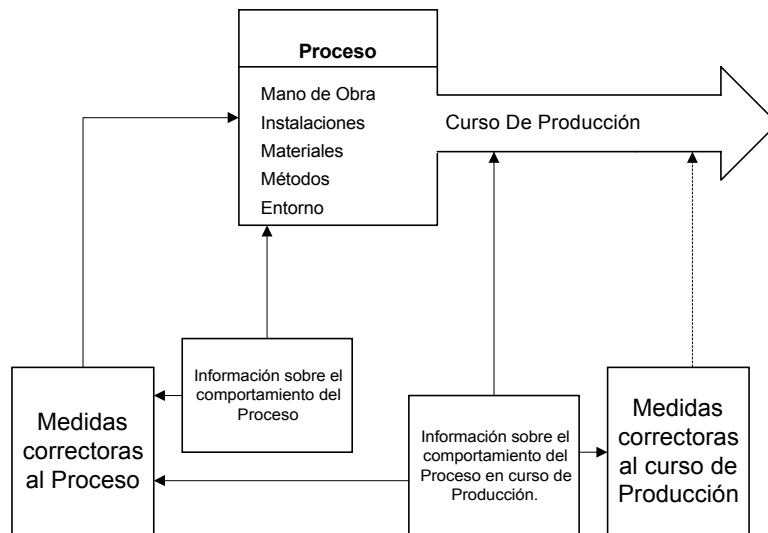 Proceso
Mano de Obra
Instalaciones
Materiales
Métodos
Entorno
Curso De Producción
Información sobre el
comportamiento del
Proceso
Medidas
correctoras
al Proceso
Información sobre el
comportamiento del
Proceso en curso de
Producción.
Medidas
correctoras
al curso de
Producción